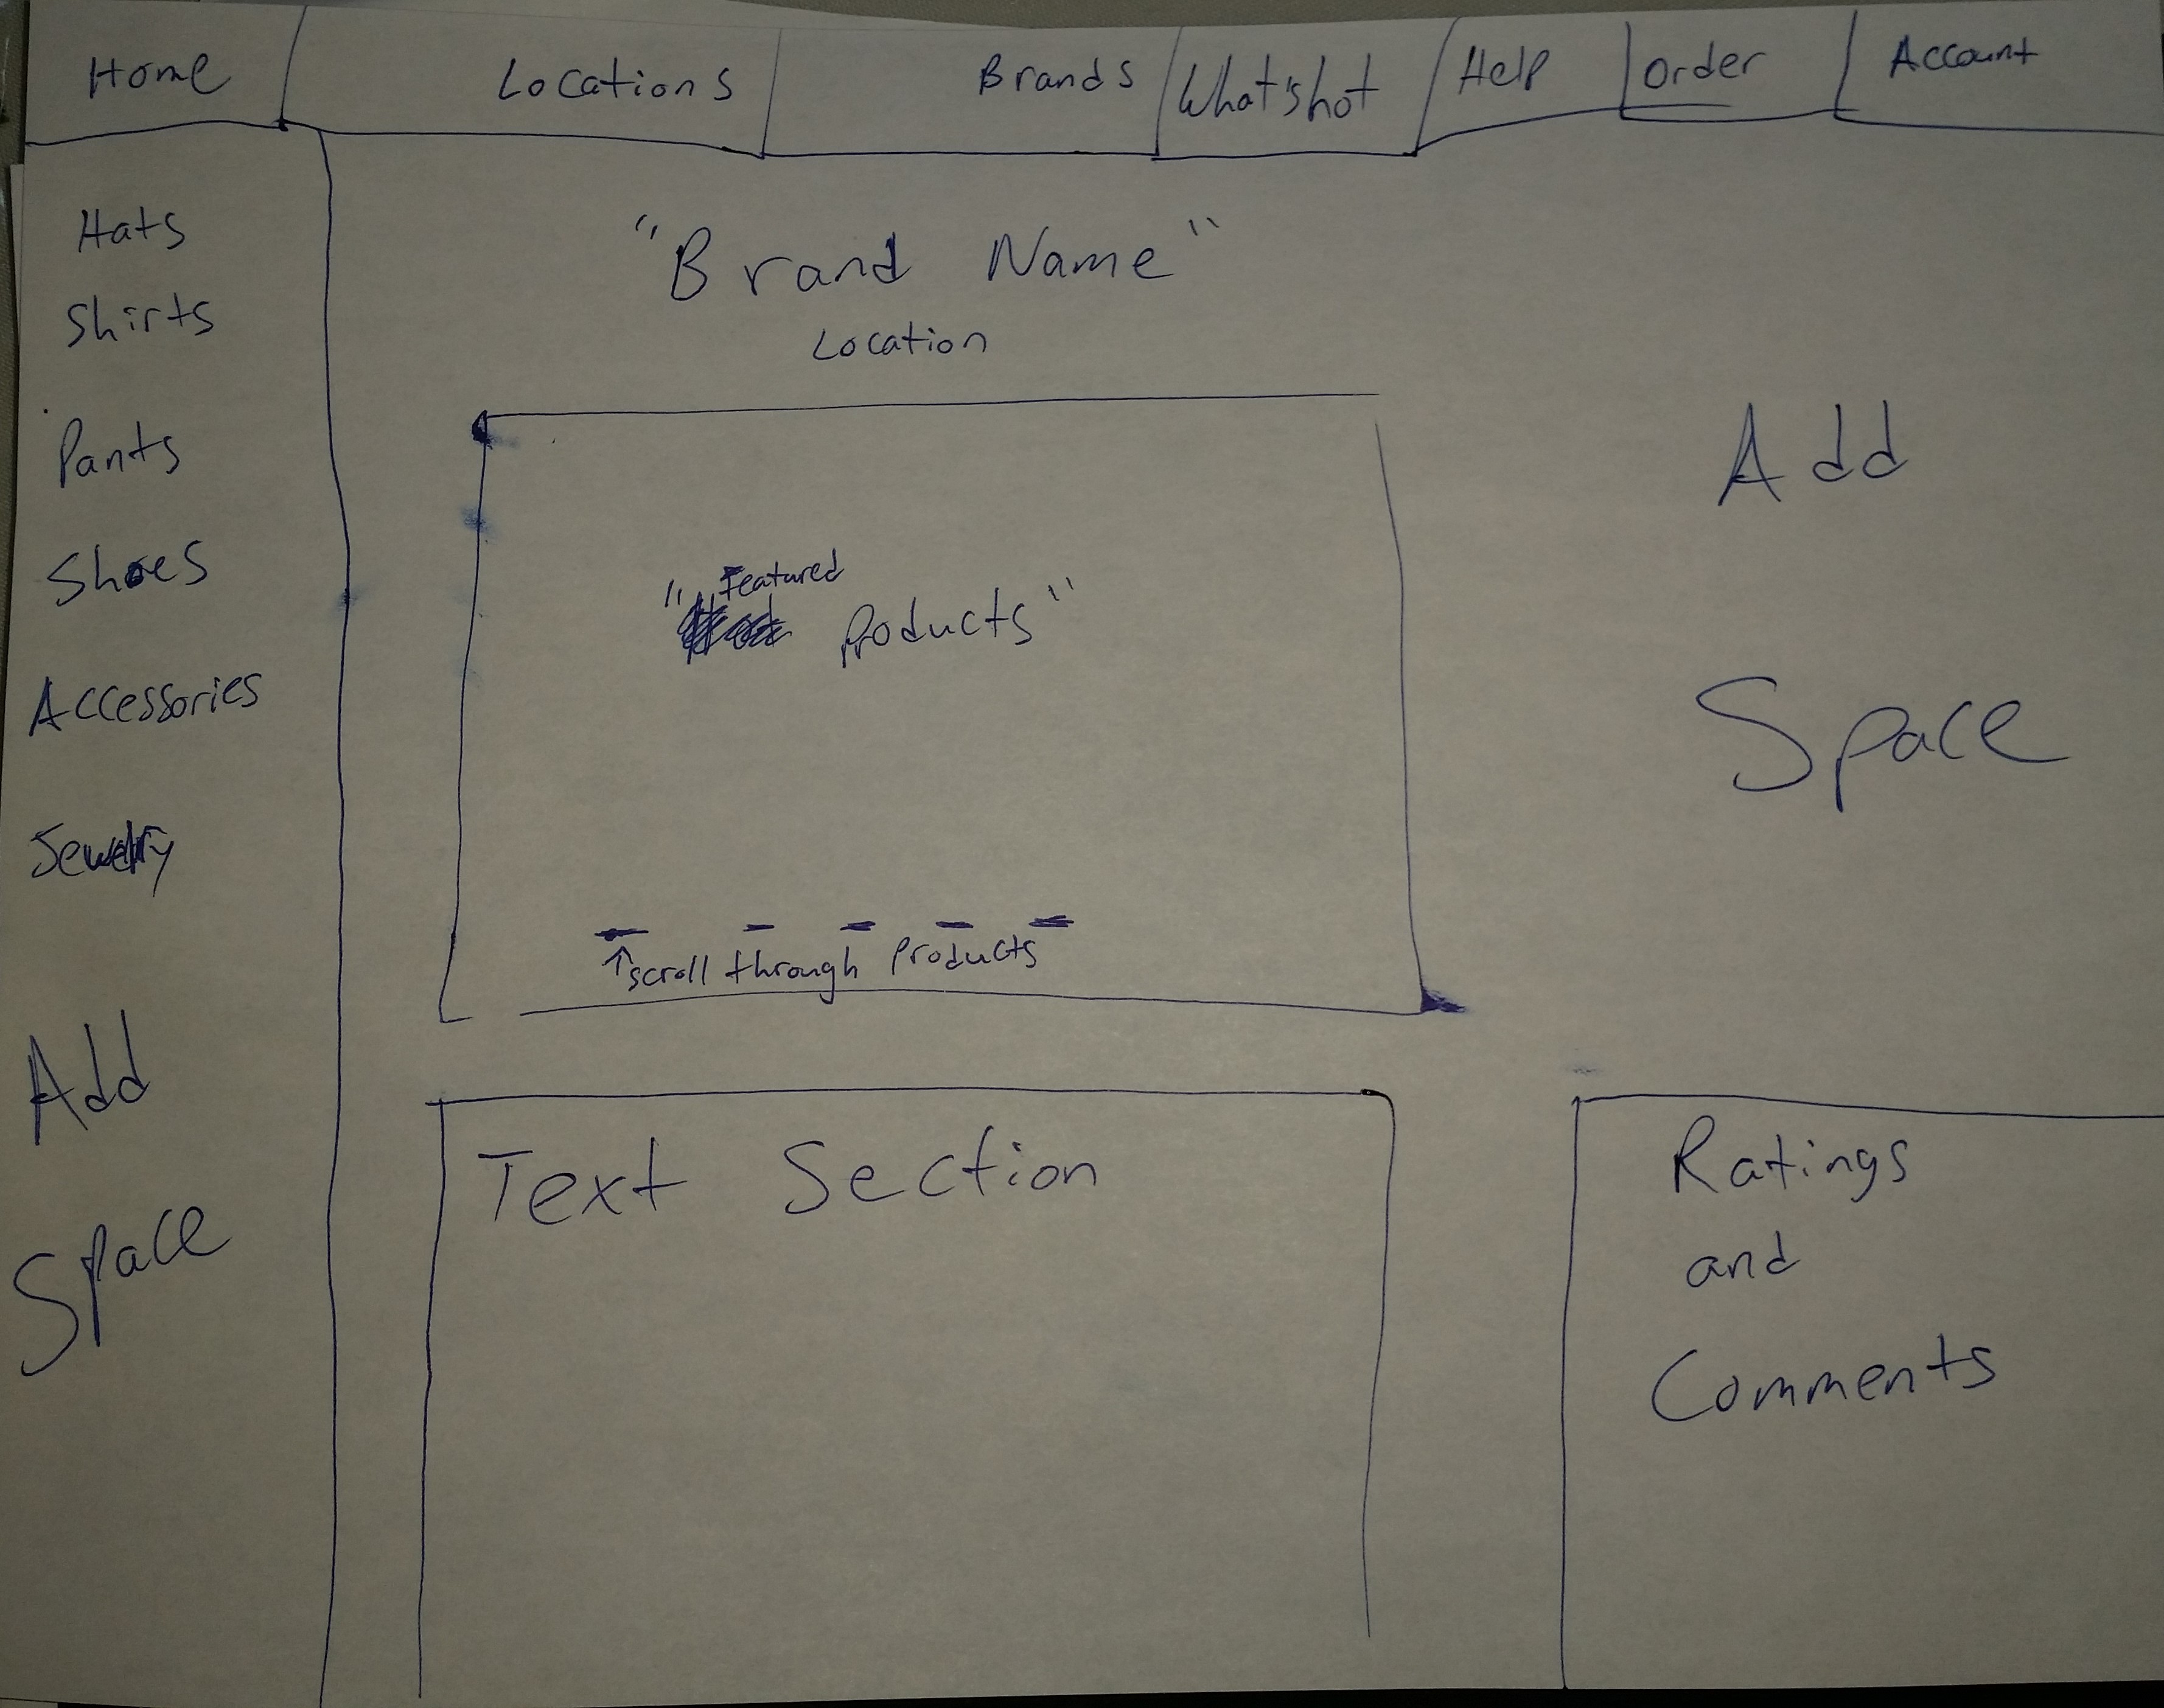 Home Locations Brands What's hot Help Order Account
Hats
Shirts
Pants
Shoes
Accessories
Jewelry
Add
Space
"Brand Name"
Location
"Featured
Products"
scroll through Products
Add
Space
Text Section
Ratings
and
Comments